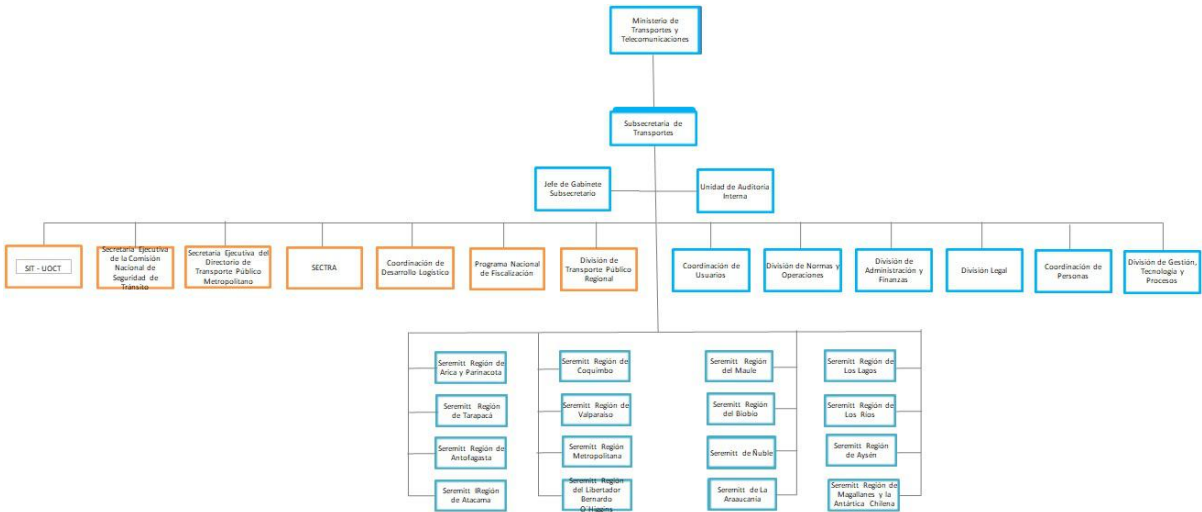 Ministerio de
Transportes y
Telecomunicaciones
Subsecretaria de
Transportes
Jefe de Gabinete
Subsecretario
Unidad de Auditoría
Interna
SIT - UOCT
Secretaria Ejecutiva
de la Comisión
Nacional de
Seguridad de
Tránsito
Secretaria Ejecutiva del
Directorio de
Transporte Público
Metropolitano
SECTRA
Coordinación de
Desarrollo Logístico
Programa Nacional
de Fiscalización
División de
Transporte Público
Regional
Coordinación de
Usuarios
División de Normas y
Operaciones
División de
Administración y
Finanzas
División Legal
Coordinación de
Personas
División de Gestión,
Tecnología y
Procesos
Seremitt Región de
Arica y Parinacota
Seremitt Región
de Tarapacá
Seremitt Región de
Antofagasta
Seremitt IRegión
de Atacama
Seremitt Región de
Coquimbo
Seremitt Región de
Valparaíso
Seremitt Región
Metropolitana
Seremitt Región
del Libertador
Bernardo
O Higgins
Seremitt Región
del Maule
Seremitt Región
del Biobío
Seremitt de Ñuble
Seremitt de La
Araaucanía
Seremitt Región de
Los Lagos
Seremitt Región de
Los Ríos
Seremitt Región
de Aysén
Seremitt Región de
Magallanes y la
Antártica Chilena